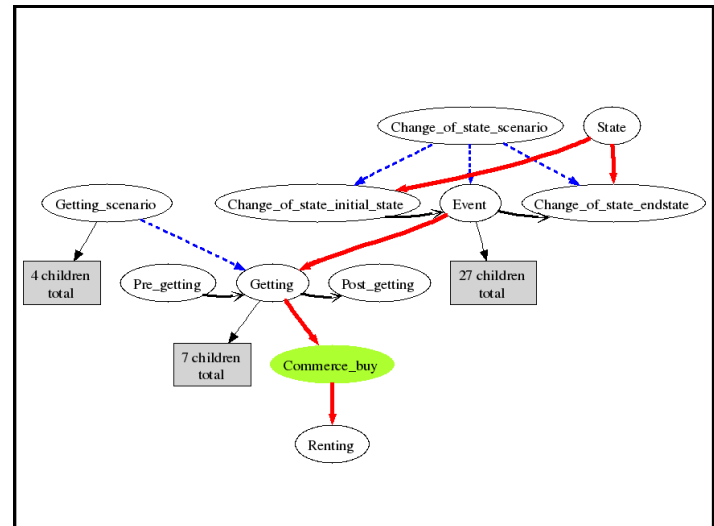 Change_of_state_scenario
State
Getting_scenario
Change_of_state_initial_state
Event
Change_of_state_endstate
4 children
total
Pre_getting
Getting
Post_getting
27 children
total
7 children
total
Commerce_buy
Renting